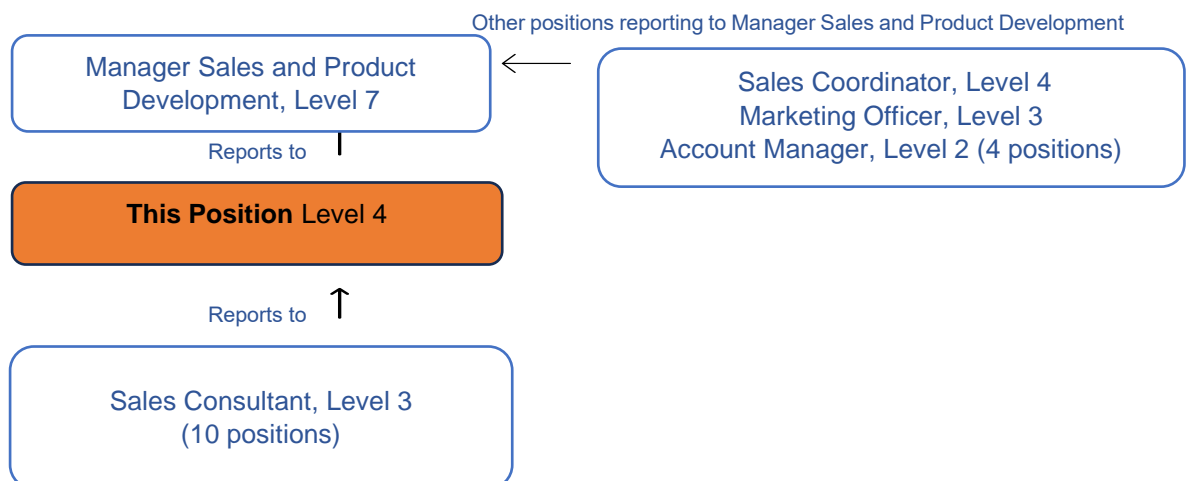 Other positions reporting to Manager Sales and Product Development
Manager Sales and Product
Development, Level 7
Sales Coordinator, Level 4
Marketing Officer, Level 3
Account Manager, Level 2 (4 positions)
Reports to
This Position Level 4
Reports to
Sales Consultant, Level 3
(10 positions)